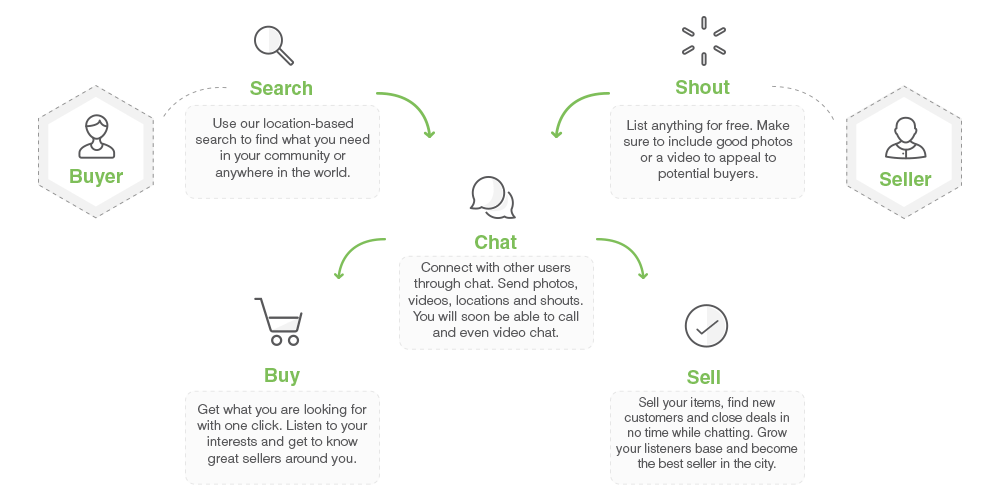 Search
Use our location-based
search to find what you need
in your community or
anywhere in the world.
Shout
List anything for free. Make
sure to include good photos
or a video to appeal to
potential buyers.
Buyer
Seller
Chat
Connect with other users
through chat. Send photos,
videos, locations and shouts.
You will soon be able to call
and even video chat.
Buy
Get what you are looking for
with one click. Listen to your
interests and get to know
great sellers around you.
Sell
Sell your items, find new
customers and close deals in
no time while chatting. Grow
your listeners base and become
the best seller in the city.